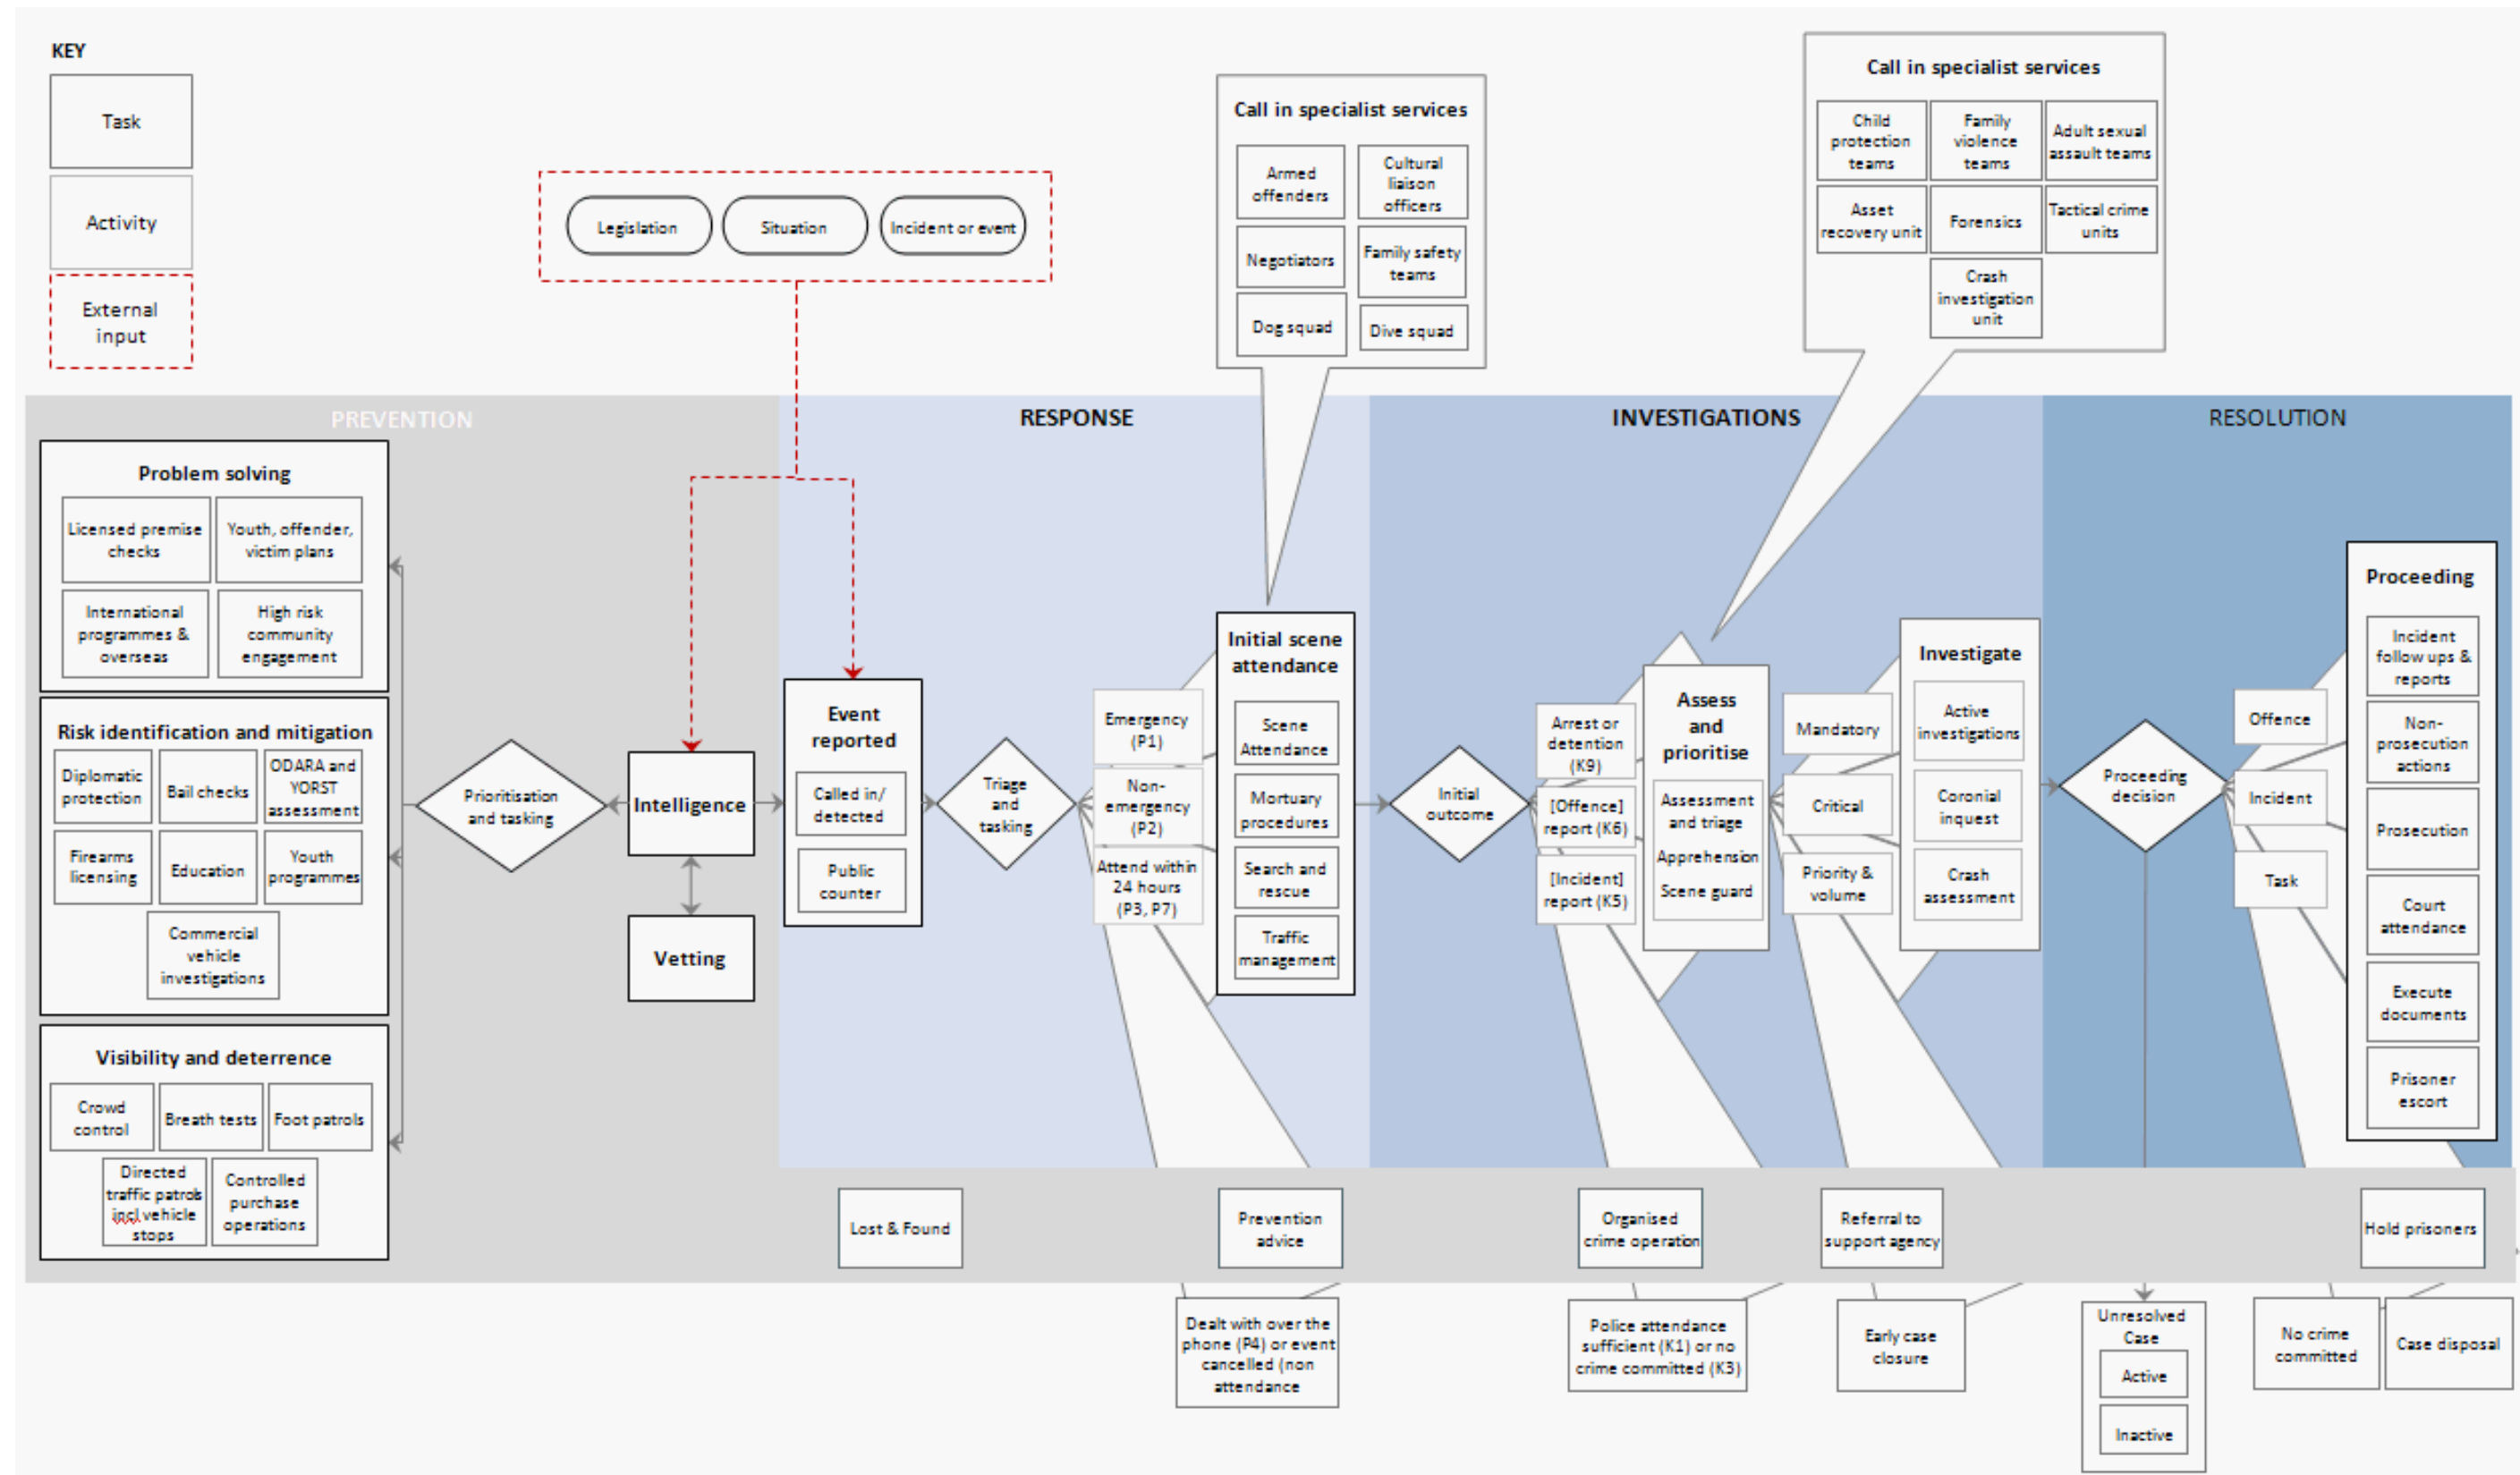 KEY
Task
Activity
External
input
Legislation
Situation
Incident or event
Call in specialist services
Armed
offenders
Cultural
liaison
officers
Negotiators
Family safety
teams
Dog squad
Dive squad
Call in specialist services
Child
protection
teams
Family
violence
teams
Adult sexual
assault teams
Asset
recovery unit
Forensics
Tactical crime
units
Crash
investigation
unit
PREVENTION
RESPONSE
INVESTIGATIONS
RESOLUTION
Problem solving
Licensed premise
checks
Youth, offender,
victim plans
International
programmes &
overseas
High risk
community
engagement
Risk identification and mitigation
Diplomatic
protection
Bail checks
ODARA and
YORST
assessment
Firearms
licensing
Education
Youth
programmes
Commercial
vehicle
investigations
Visibility and deterrence
Crowd
control
Breath tests
Foot patrols
Directed
traffic patrols
incl vehicle
stops
Controlled
purchase
operations
Prioritisation
and tasking
Intelligence
Vetting
Event
reported
Called in/
detected
Public
counter
Triage
and
tasking
Emergency
(P1)
Non-
emergency
(P2)
Attend within
24 hours
(P3, P7)
Initial scene
attendance
Scene
Attendance
Mortuary
procedures
Search and
rescue
Traffic
management
Initial
outcome
Arrest or
detention
(K9)
[Offence]
report (K6)
[Incident]
report (K5)
Assess
and
prioritise
Assessment
and triage
Apprehension
Scene guard
Mandatory
Critical
Priority &
volume
Investigate
Active
investigations
Coronial
inquest
Crash
assessment
Proceeding
decision
Offence
Incident
Task
Proceeding
Incident
follow ups &
reports
Non-
prosecution
actions
Prosecution
Court
attendance
Execute
documents
Prisoner
escort
Lost & Found
Prevention
advice
Organised
crime operation
Referral to
support agency
Hold prisoners
Dealt with over the
phone (P4) or event
cancelled (non
attendance
Police attendance
sufficient (K1) or no
crime committed (K3)
Early case
closure
Unresolved
Case
Active
Inactive
No crime
committed
Case disposal